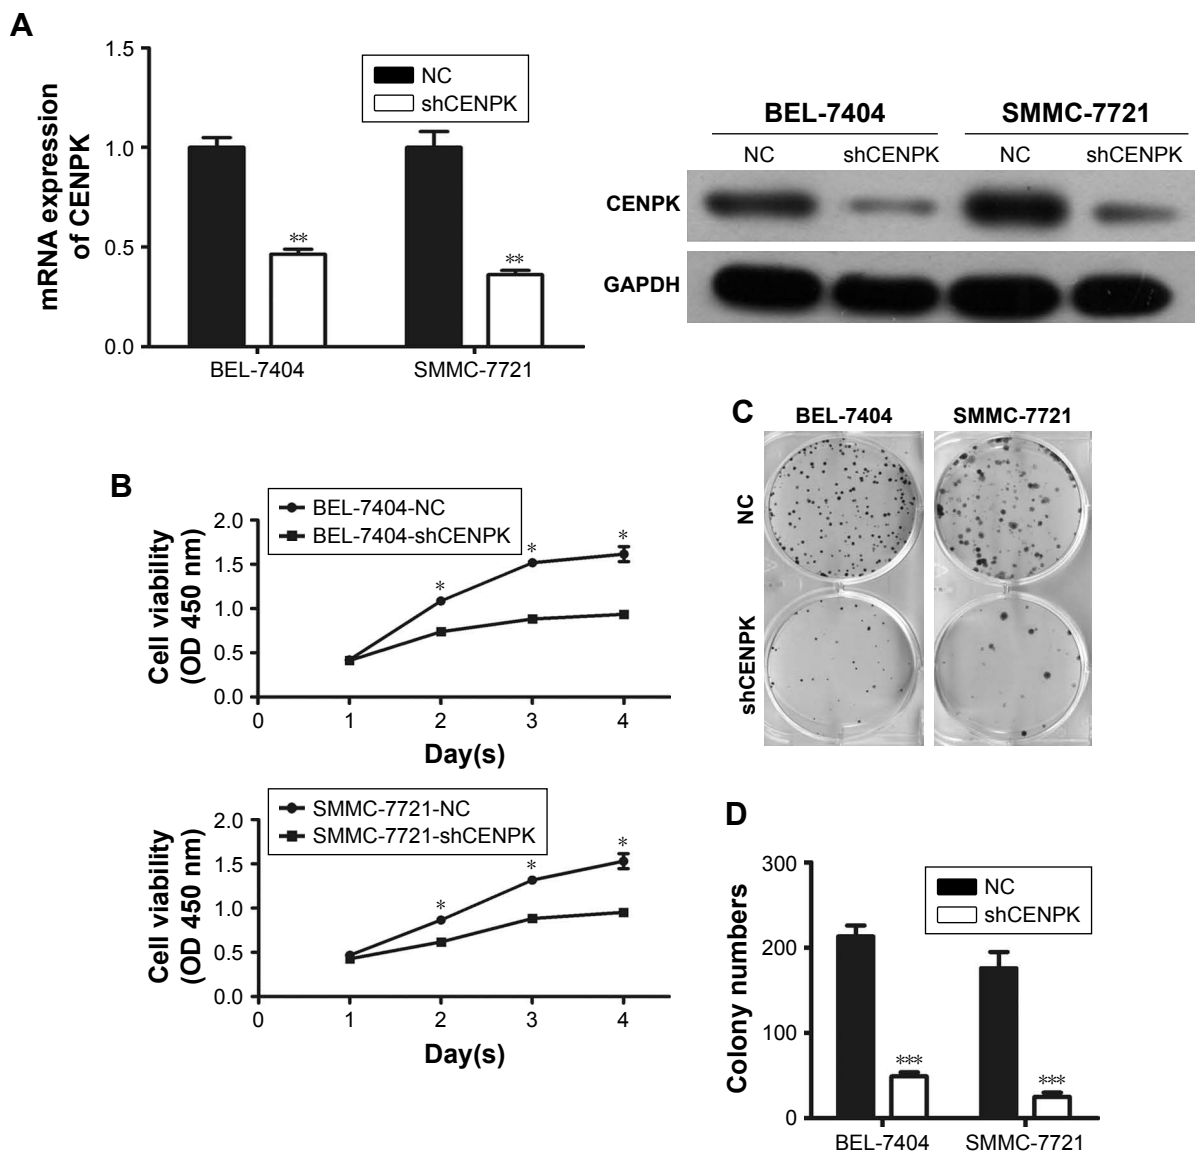 A
1.5
1.0
0.5
0.0
mRNA expression
of CENPK
NC
shCENPK
**
**
BEL-7404
SMMC-7721
BEL-7404
SMMC-7721
NC
shCENPK
NC
shCENPK
CENPK
GAPDH
B
BEL-7404-NC
BEL-7404-shCENPK
Cell viability
(OD 450 nm)
2.0
1.5
1.0
0.5
0.0
*
*
*
0
1
2
3
4
Day(s)
SMMC-7721-NC
SMMC-7721-shCENPK
Cell viability
(OD 450 nm)
2.0
1.5
1.0
0.5
0.0
*
*
*
0
1
2
3
4
Day(s)
C
BEL-7404
SMMC-7721
NC
shCENPK
D
Colony numbers
300
200
100
0
NC
shCENPK
***
***
BEL-7404
SMMC-7721